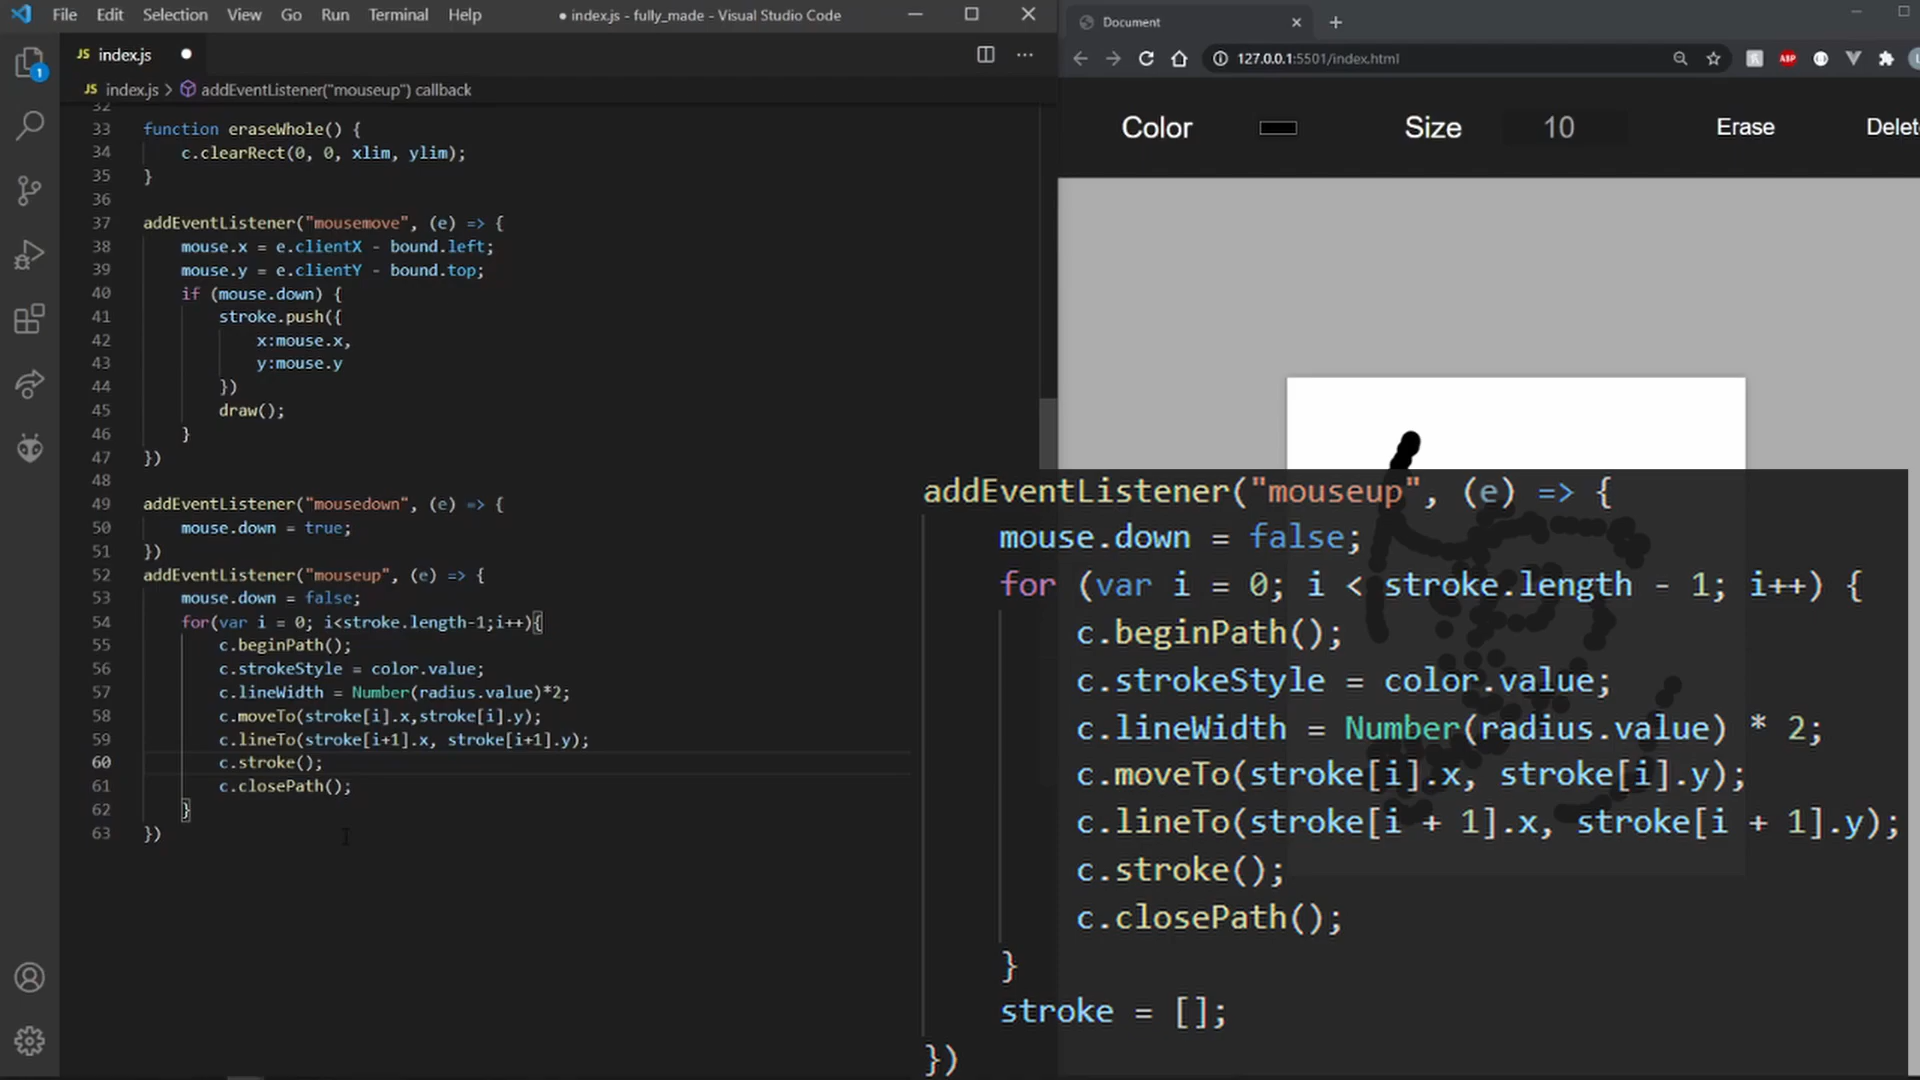 File Edit Selection View Go Run Terminal Help ● index.js - fully_made - Visual Studio Code
JS index.js
JS index.js > addEventListener("mouseup") callback
1
32
33 function eraseWhole() {
34 c.clearRect(0, 0, xlim, ylim);
35 }
36
37 addEventListener("mousemove", (e) => {
38 mouse.x = e.clientX - bound.left;
39 mouse.y = e.clientY - bound.top;
40 if (mouse.down) {
41 stroke.push({
42 x:mouse.x,
43 y:mouse.y
44 })
45 draw();
46 }
47 })
48
49 addEventListener("mousedown", (e) => {
50 mouse.down = true;
51 })
52 addEventListener("mouseup", (e) => {
53 mouse.down = false;
54 for(var i = 0; i<stroke.length-1;i++){
55 c.beginPath();
56 c.strokeStyle = color.value;
57 c.lineWidth = Number(radius.value)*2;
58 c.moveTo(stroke[i].x,stroke[i].y);
59 c.lineTo(stroke[i+1].x, stroke[i+1].y);
60 c.stroke();
61 c.closePath();
62 }
63 })
Document
127.0.0.1:5501/index.html
ABP
Color Size 10 Erase Delet
addEventListener("mouseup", (e) => {
mouse.down = false;
for (var i = 0; i < stroke.length - 1; i++) {
c.beginPath();
c.strokeStyle = color.value;
c.lineWidth = Number(radius.value) * 2;
c.moveTo(stroke[i].x, stroke[i].y);
c.lineTo(stroke[i + 1].x, stroke[i + 1].y);
c.stroke();
c.closePath();
}
stroke = [];
})